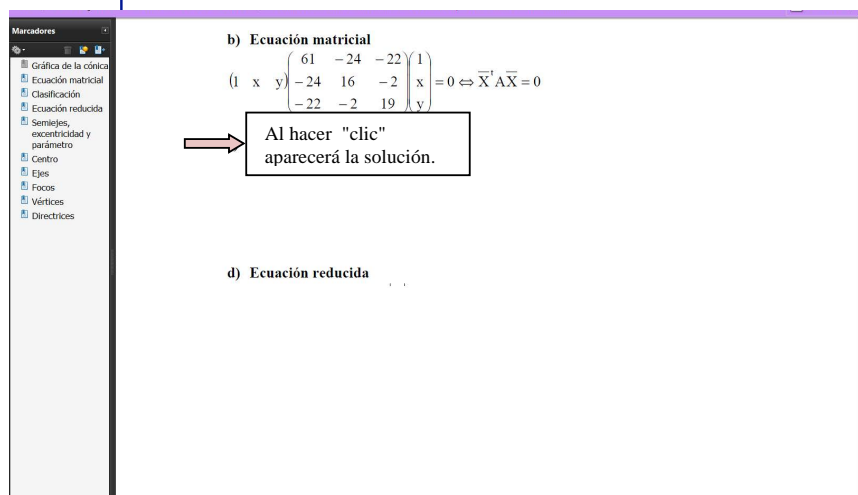 Marcadores
Gráfica de la cónica
Ecuación matricial
Clasificación
Ecuación reducida
Semiejes,
excentricidad y
parámetro
Centro
Ejes
Focos
Vértices
Directrices
b) Ecuación matricial
(1 x y) ( 61 −24 −22 ) ( 1 )
( −24 16 −2 ) ( x ) = 0 ⇔ X̅ᵗAX̅ = 0
( −22 −2 19 ) ( y )
Al hacer "clic"
aparecerá la solución.
d) Ecuación reducida